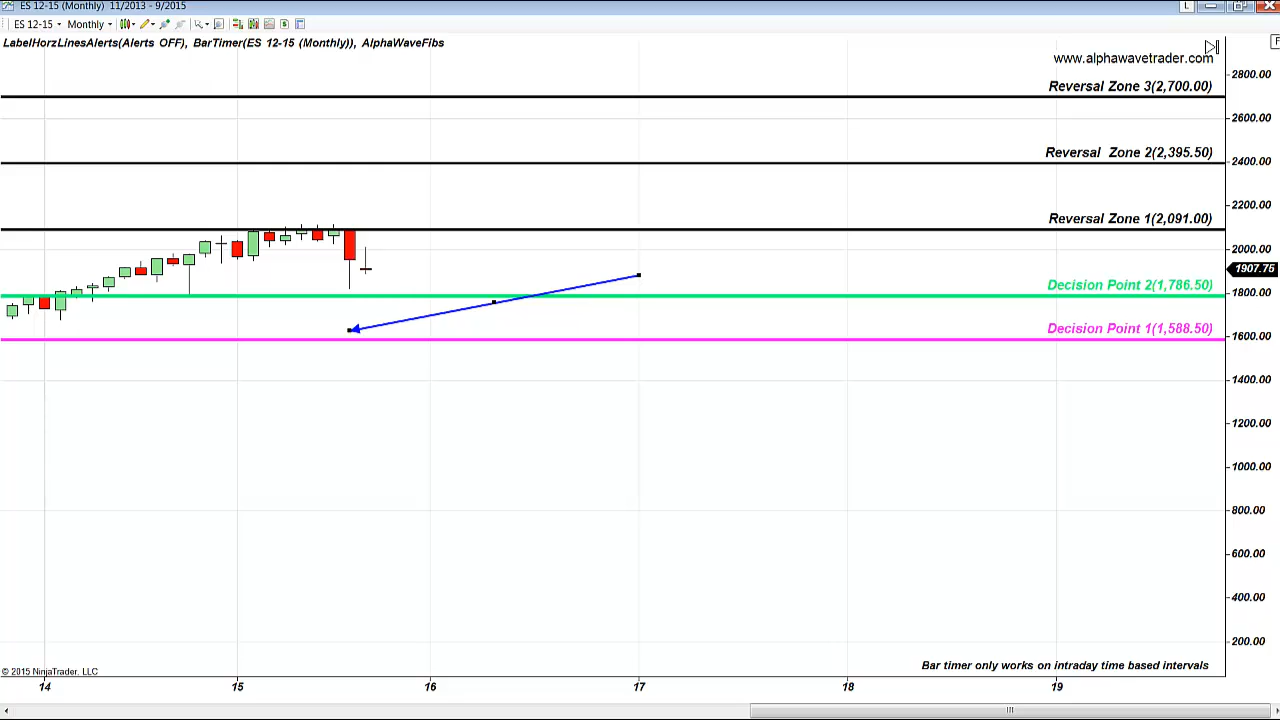 ES 12-15 (Monthly) 11/2013 - 9/2015
L
ES 12-15 Monthly
LabelHorzLinesAlerts(Alerts OFF), BarTimer(ES 12-15 (Monthly)), AlphaWaveFibs
F
www.alphawavetrader.com
2800.00
Reversal Zone 3(2,700.00)
2600.00
Reversal Zone 2(2,395.50)
2400.00
2200.00
Reversal Zone 1(2,091.00)
2000.00
1907.75
Decision Point 2(1,786.50)
1800.00
Decision Point 1(1,588.50)
1600.00
1400.00
1200.00
1000.00
800.00
600.00
400.00
200.00
© 2015 NinjaTrader, LLC
Bar timer only works on intraday time based intervals
14 15 16 17 18 19